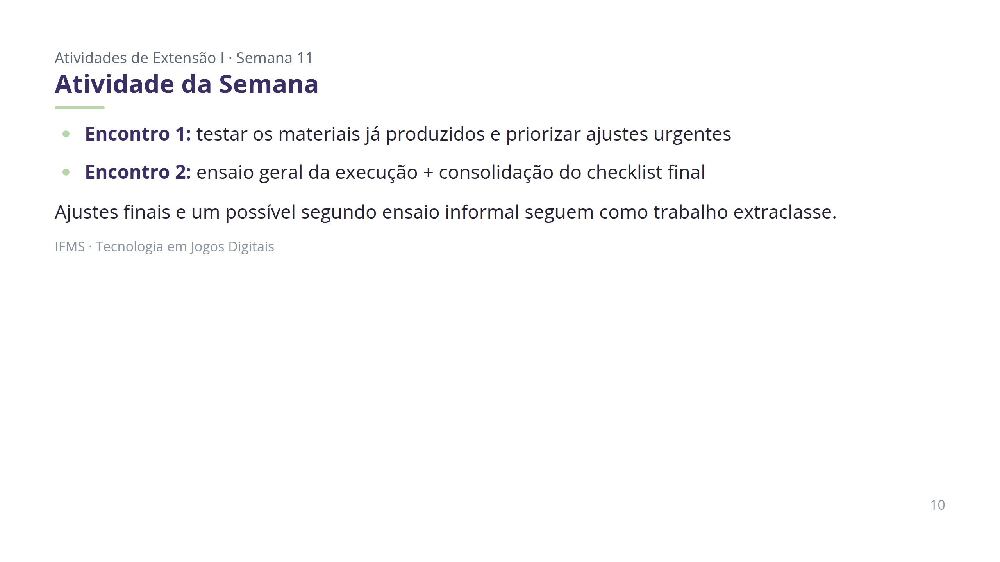 Atividades de Extensão I · Semana 11
Atividade da Semana
Encontro 1: testar os materiais já produzidos e priorizar ajustes urgentes
Encontro 2: ensaio geral da execução + consolidação do checklist final
Ajustes finais e um possível segundo ensaio informal seguem como trabalho extraclasse.
IFMS · Tecnologia em Jogos Digitais
10